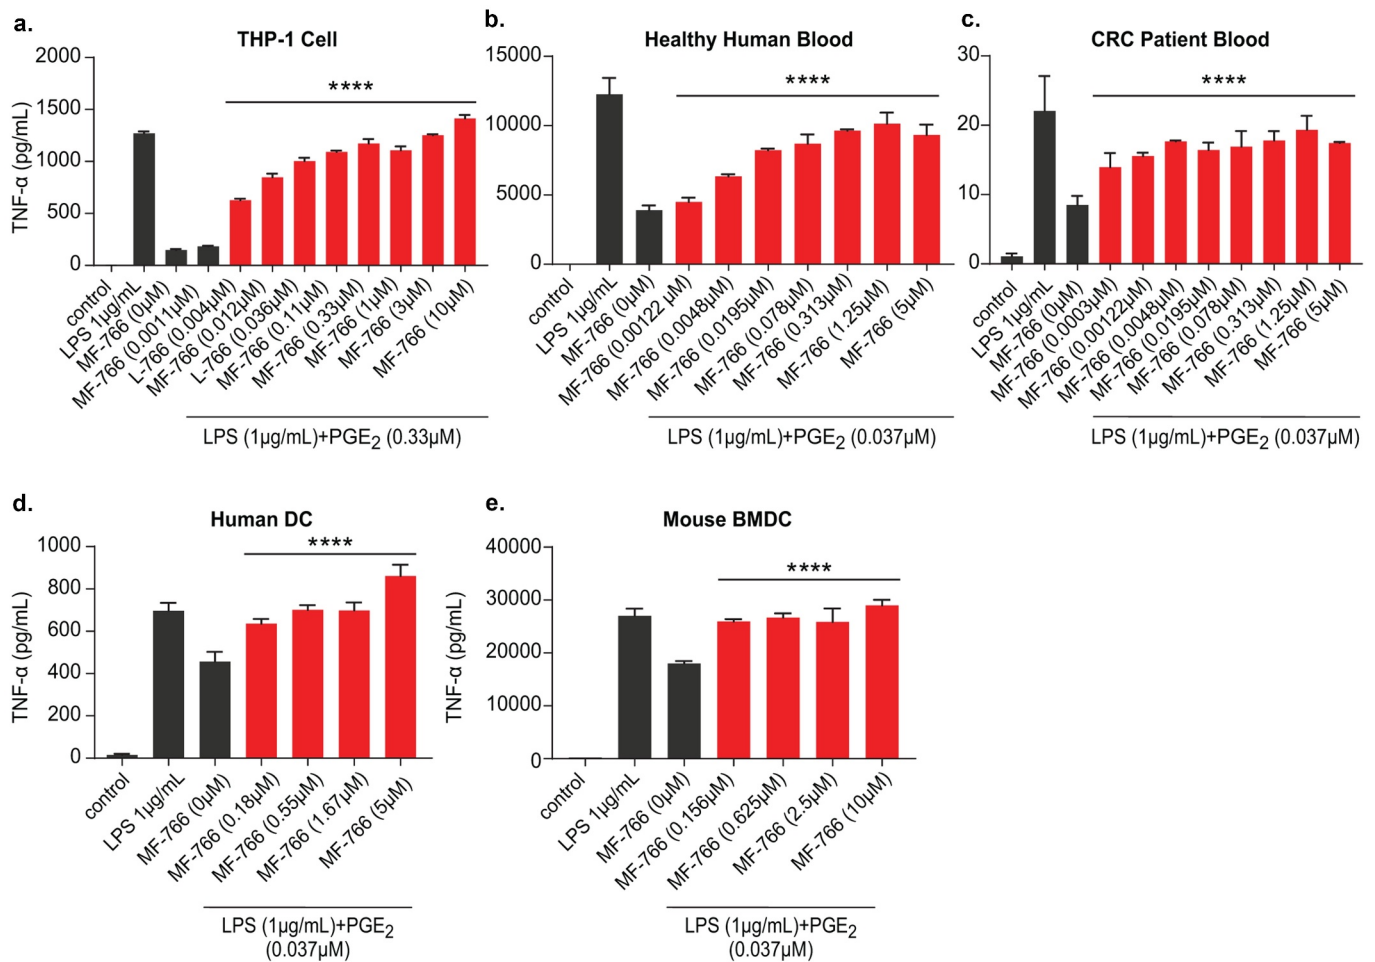 a.
THP-1 Cell
TNF-α (pg/mL)
2000
1500
1000
500
0
****
control
LPS 1µg/mL
MF-766 (0µM)
MF-766 (0.0011µM)
L-766 (0.004µM)
MF-766 (0.012µM)
L-766 (0.036µM)
MF-766 (0.11µM)
MF-766 (0.33µM)
MF-766 (1µM)
MF-766 (3µM)
MF-766 (10µM)
LPS (1µg/mL)+PGE2 (0.33µM)
b.
Healthy Human Blood
15000
10000
5000
0
****
control
LPS 1µg/mL
MF-766 (0µM)
MF-766 (0.00122 µM)
MF-766 (0.0048µM)
MF-766 (0.0195µM)
MF-766 (0.078µM)
MF-766 (0.313µM)
MF-766 (1.25µM)
MF-766 (5µM)
LPS (1µg/mL)+PGE2 (0.037µM)
c.
CRC Patient Blood
30
20
10
0
****
control
LPS 1µg/mL
MF-766 (0µM)
MF-766 (0.0003µM)
MF-766 (0.00122µM)
MF-766 (0.0048µM)
MF-766 (0.0195µM)
MF-766 (0.078µM)
MF-766 (0.313µM)
MF-766 (1.25µM)
MF-766 (5µM)
LPS (1µg/mL)+PGE2 (0.037µM)
d.
Human DC
TNF-α (pg/mL)
1000
800
600
400
200
0
****
control
LPS 1µg/mL
MF-766 (0µM)
MF-766 (0.18µM)
MF-766 (0.55µM)
MF-766 (1.67µM)
MF-766 (5µM)
LPS (1µg/mL)+PGE2
(0.037µM)
e.
Mouse BMDC
TNF-α (pg/mL)
40000
30000
20000
10000
0
****
control
LPS 1µg/mL
MF-766 (0µM)
MF-766 (0.156µM)
MF-766 (0.625µM)
MF-766 (2.5µM)
MF-766 (10µM)
LPS (1µg/mL)+PGE2
(0.037µM)